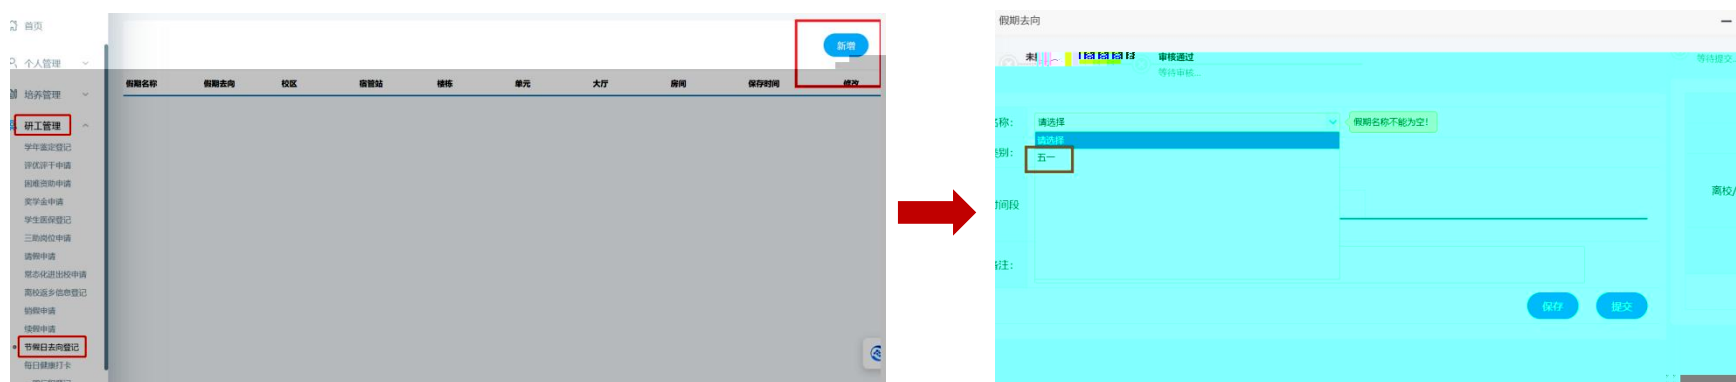 首页
个人管理
培养管理
研工管理
学年鉴定登记
评优评干申请
困难资助申请
奖学金申请
学生医保登记
三助岗位申请
请假申请
常态化进出校申请
离校返乡信息登记
销假申请
续假申请
节假日去向登记
每日健康打卡
新增
假期名称 假期去向 校区 宿管站 楼栋 单元 大厅 房间 保存时间 修改
假期去向
审核通过
等待审核...
等待提交...
名称: 请选择 假期名称不能为空!
请选择
类别: 五一
时间段
离校/
备注:
保存 提交